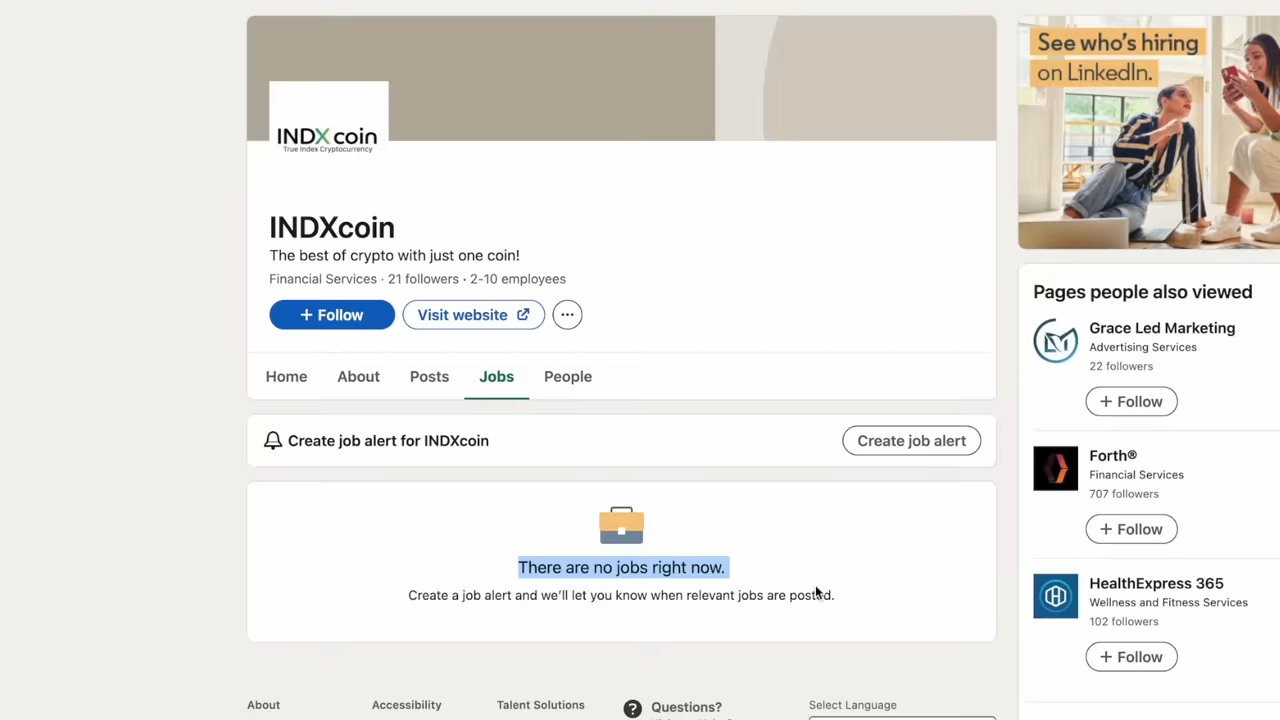 See who's hiring
on LinkedIn.
INDX coin
True Index Cryptocurrency
INDXcoin
The best of crypto with just one coin!
Financial Services · 21 followers · 2-10 employees
+ Follow
Visit website
Home
About
Posts
Jobs
People
Create job alert for INDXcoin
Create job alert
There are no jobs right now.
Create a job alert and we'll let you know when relevant jobs are posted.
Pages people also viewed
Grace Led Marketing
Advertising Services
22 followers
+ Follow
Forth®
Financial Services
707 followers
+ Follow
HealthExpress 365
Wellness and Fitness Services
102 followers
+ Follow
About
Accessibility
Talent Solutions
Questions?
Select Language